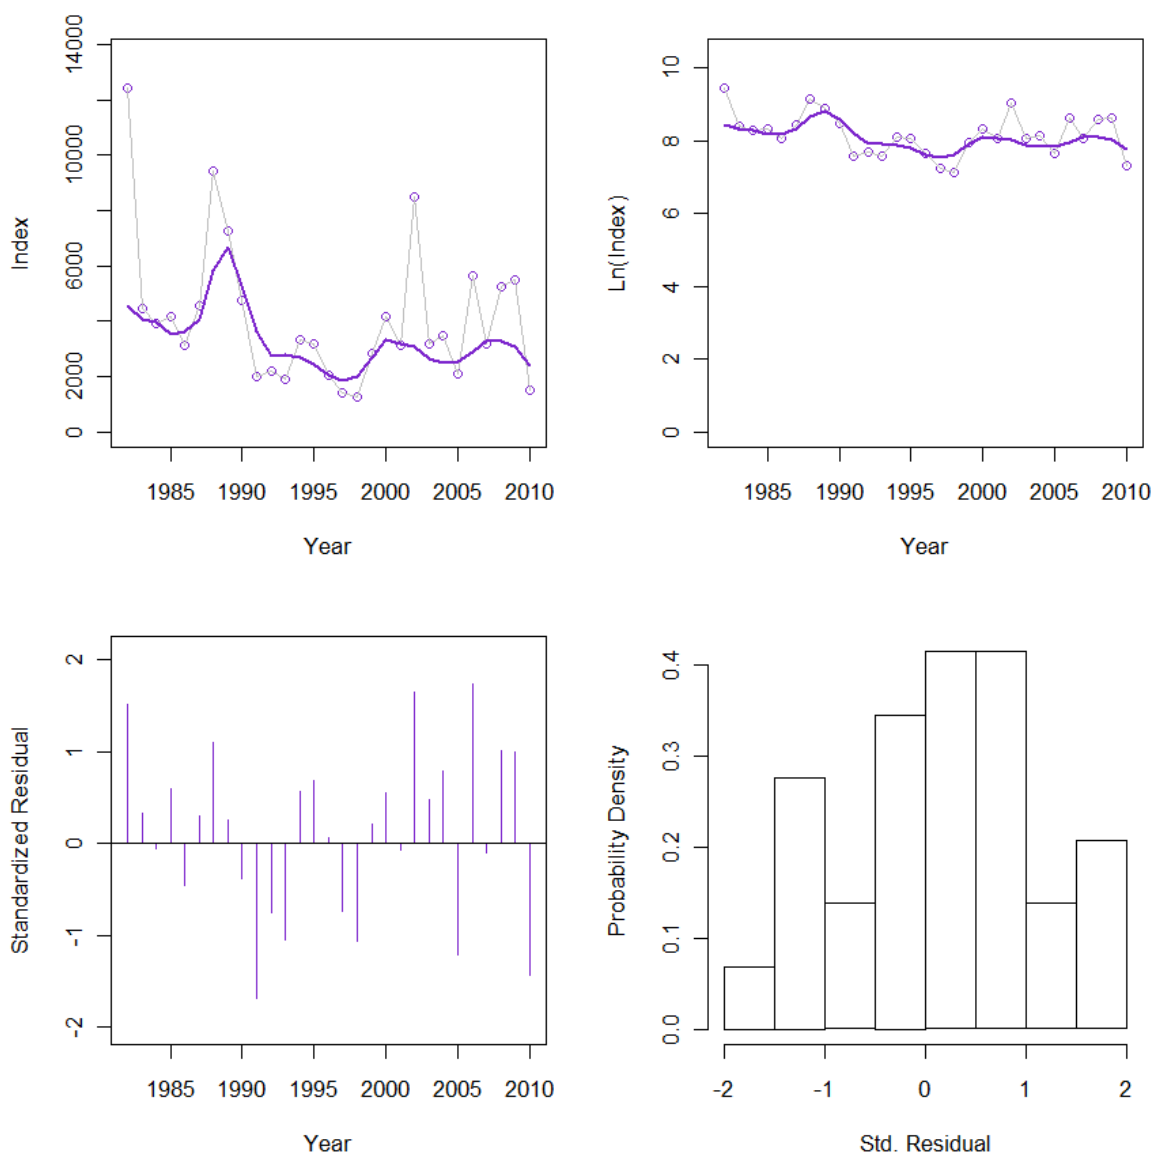 14000
10000
6000
2000
0
Index
1985 1990 1995 2000 2005 2010
Year
10
8
6
4
2
0
Ln(Index)
1985 1990 1995 2000 2005 2010
Year
2
1
0
-1
-2
Standardized Residual
1985 1990 1995 2000 2005 2010
Year
0.4
0.3
0.2
0.1
0.0
Probability Density
-2 -1 0 1 2
Std. Residual